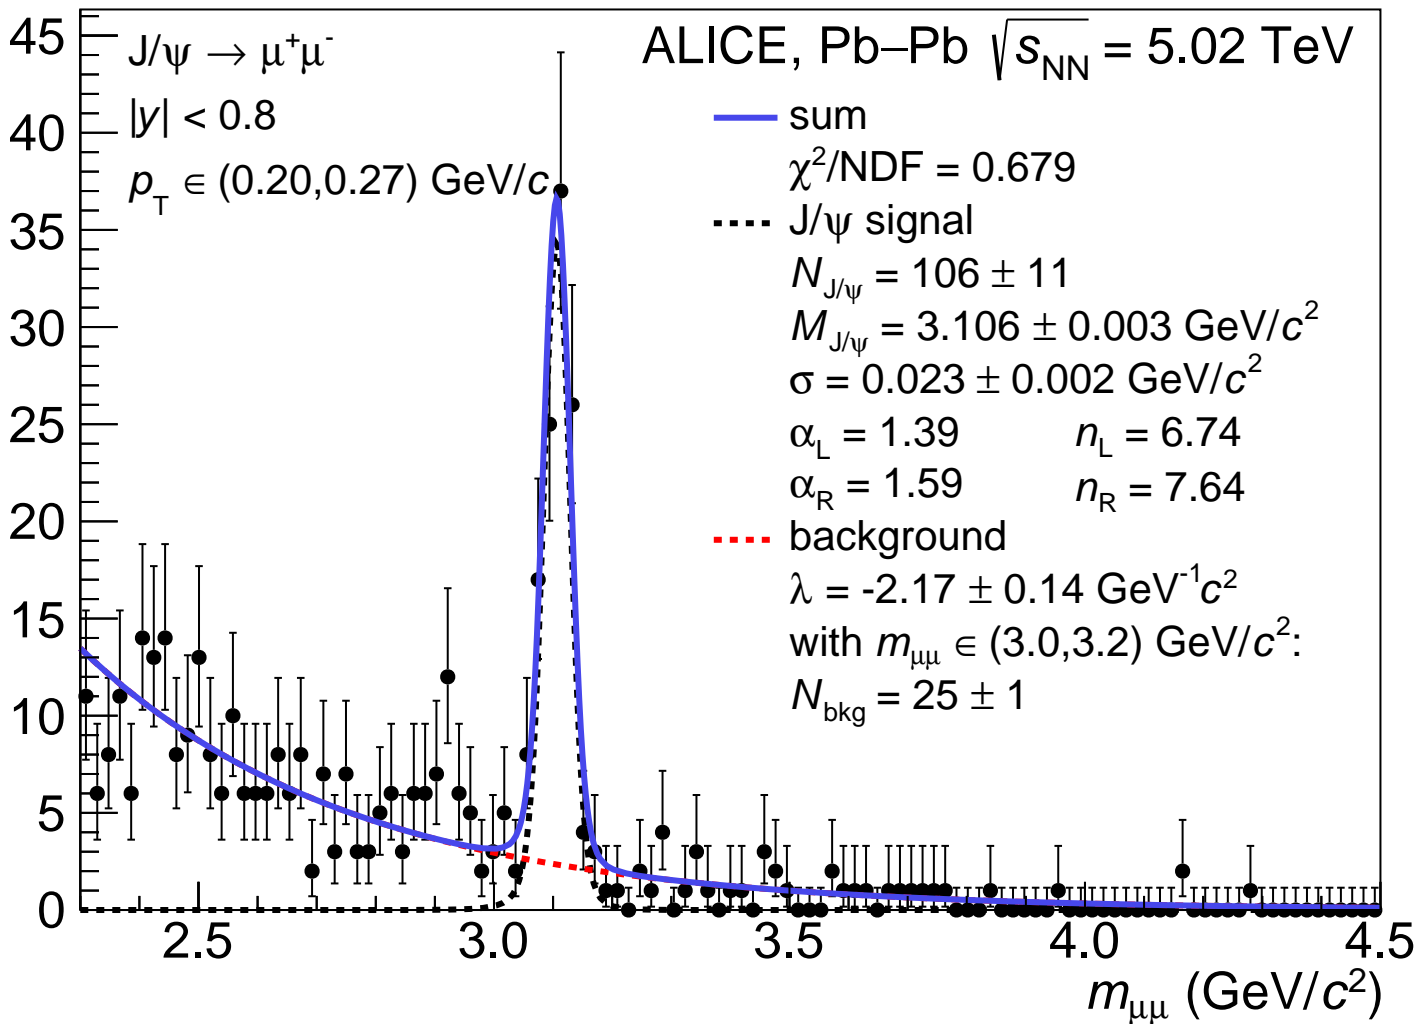 ALICE, Pb–Pb √s_NN = 5.02 TeV
J/ψ → μ⁺μ⁻
|y| < 0.8
p_T ∈ (0.20,0.27) GeV/c
sum
χ²/NDF = 0.679
J/ψ signal
N_J/ψ = 106 ± 11
M_J/ψ = 3.106 ± 0.003 GeV/c²
σ = 0.023 ± 0.002 GeV/c²
α_L = 1.39 n_L = 6.74
α_R = 1.59 n_R = 7.64
background
λ = -2.17 ± 0.14 GeV⁻¹c²
with m_μμ ∈ (3.0,3.2) GeV/c²:
N_bkg = 25 ± 1
45
40
35
30
25
20
15
10
5
0
2.5 3.0 3.5 4.0 4.5
m_μμ (GeV/c²)